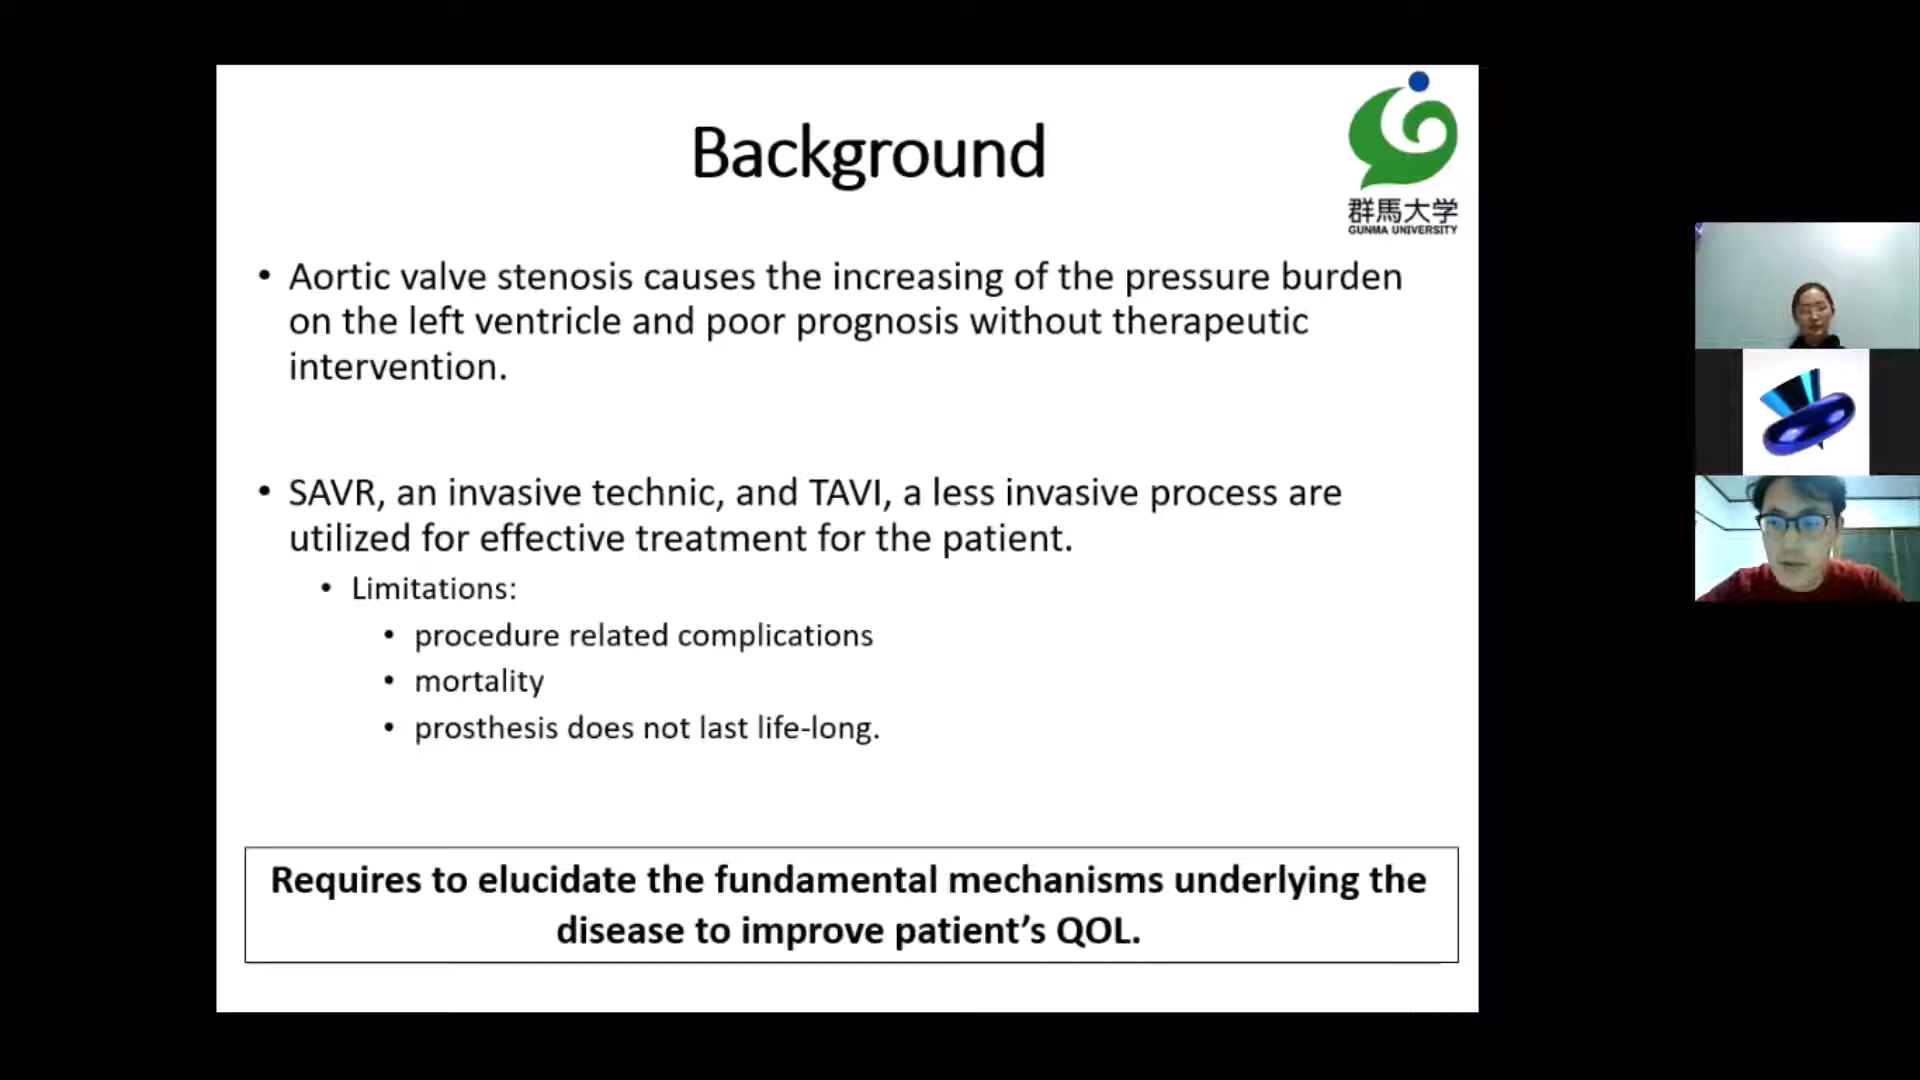 Background
群馬大学
GUNMA UNIVERSITY
• Aortic valve stenosis causes the increasing of the pressure burden
on the left ventricle and poor prognosis without therapeutic
intervention.
• SAVR, an invasive technic, and TAVI, a less invasive process are
utilized for effective treatment for the patient.
• Limitations:
• procedure related complications
• mortality
• prosthesis does not last life-long.
Requires to elucidate the fundamental mechanisms underlying the
disease to improve patient’s QOL.